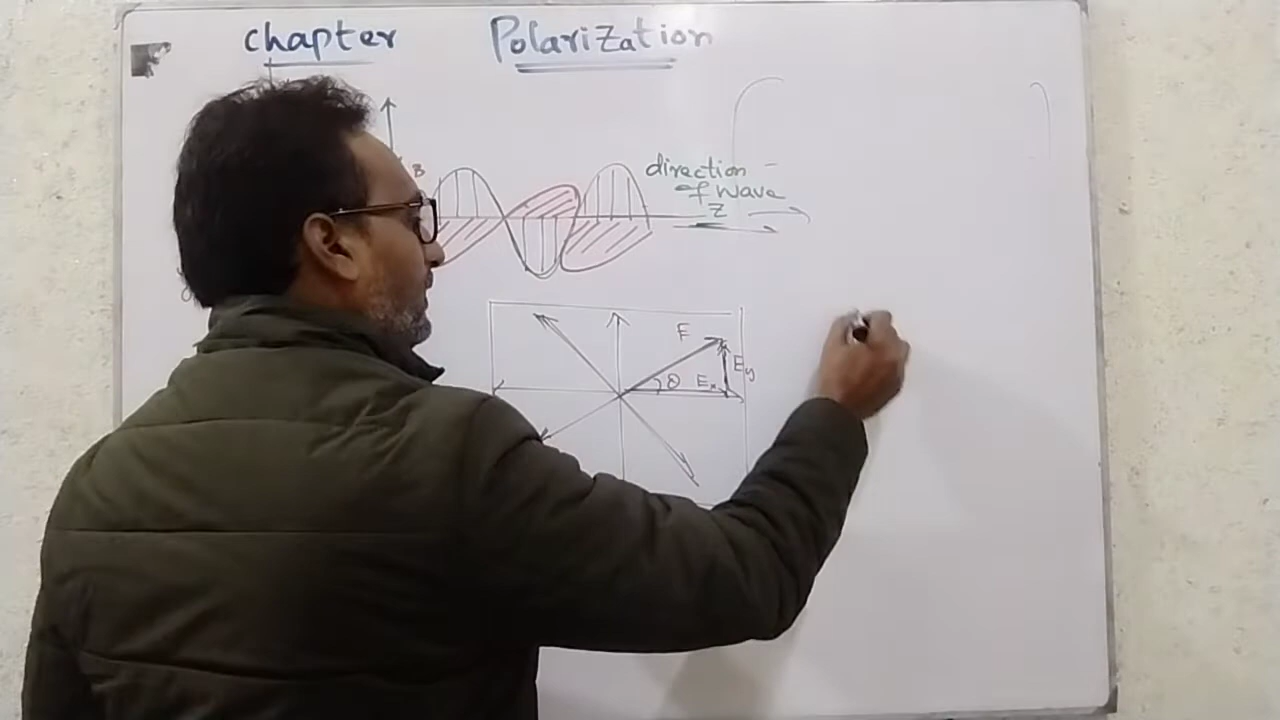 chapter Polarization
B
direction
of wave
z
E
θ Ex Ey